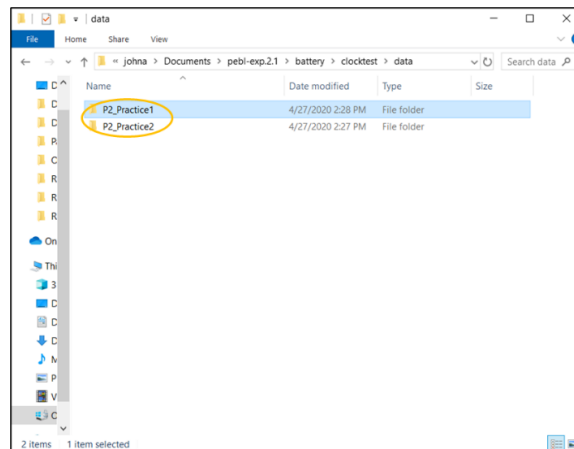 data
File Home Share View
« johna > Documents > pebl-exp.2.1 > battery > clocktest > data Search data
Name Date modified Type Size
P2_Practice1 4/27/2020 2:28 PM File folder
P2_Practice2 4/27/2020 2:27 PM File folder
D
D
P
C
R
R
R
On
Thi
3
D
D
D
P
V
2 items 1 item selected